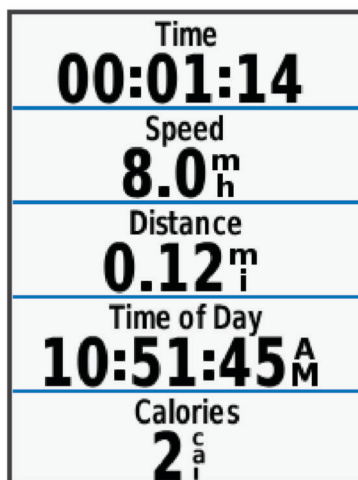 Time
00:01:14
Speed
8.0 mh
Distance
0.12 mi
Time of Day
10:51:45 AM
Calories
2 cal